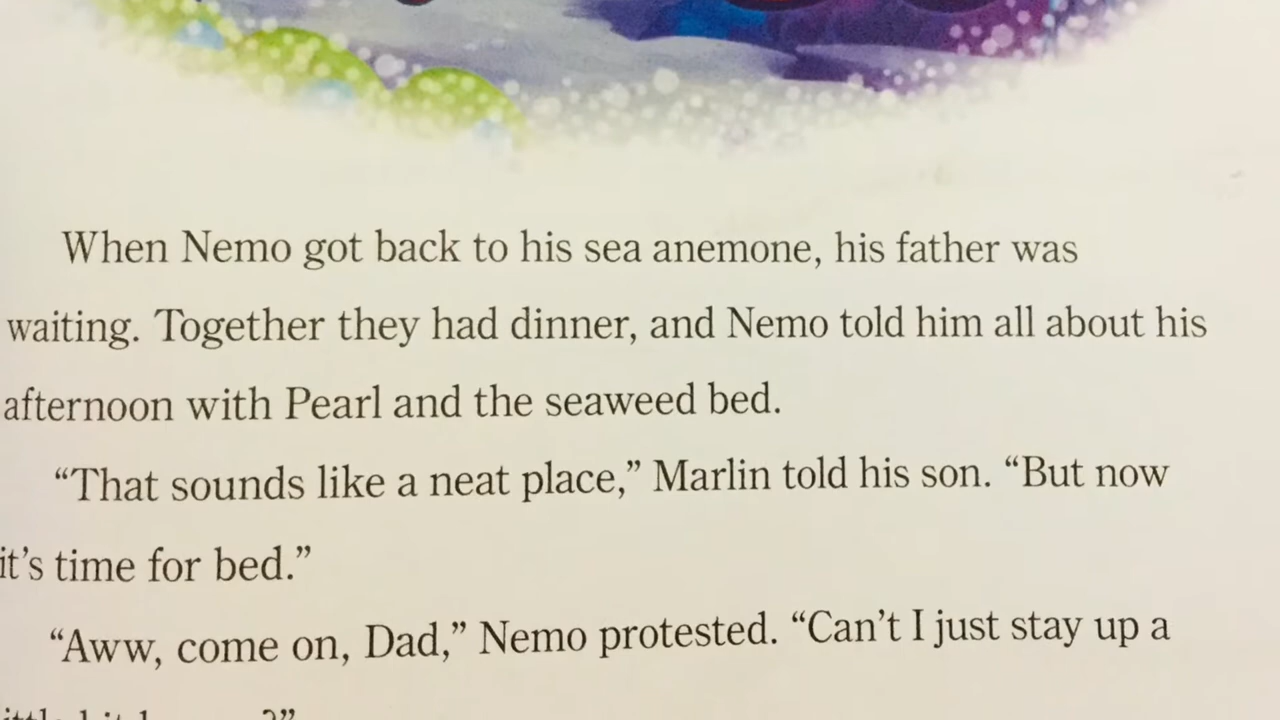 When Nemo got back to his sea anemone, his father was
waiting. Together they had dinner, and Nemo told him all about his
afternoon with Pearl and the seaweed bed.
“That sounds like a neat place,” Marlin told his son. “But now
it’s time for bed.”
“Aww, come on, Dad,” Nemo protested. “Can’t I just stay up a